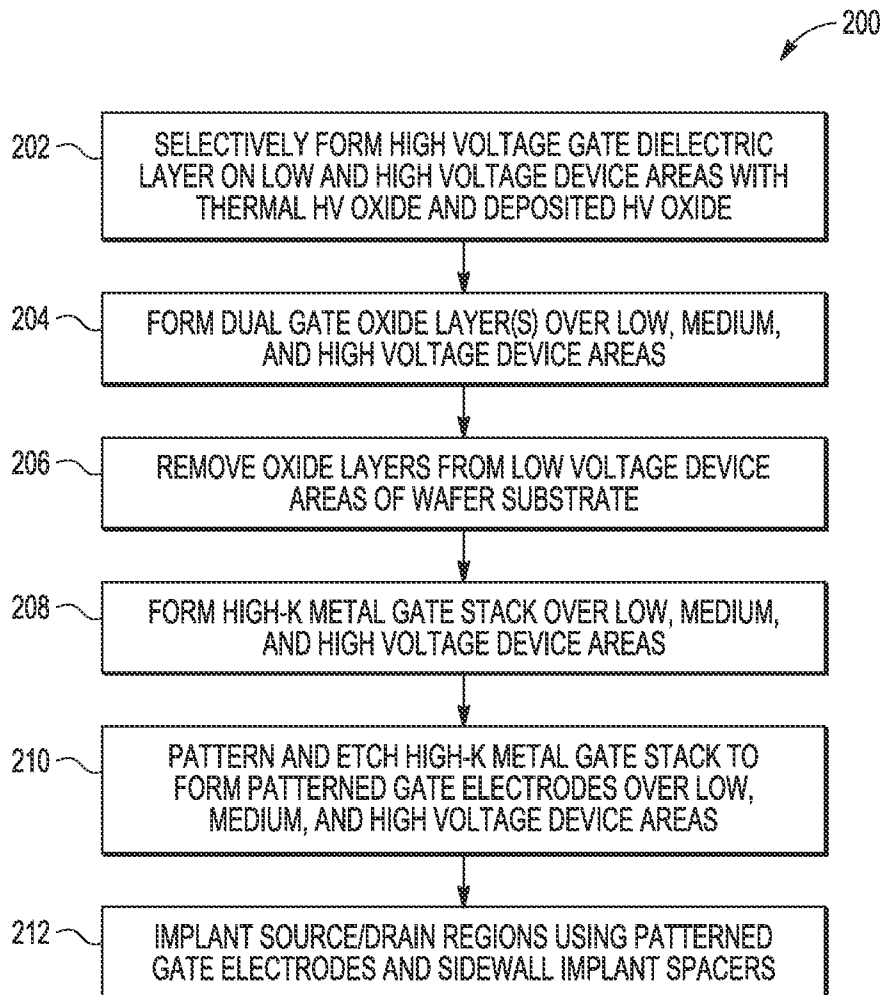 200
202
SELECTIVELY FORM HIGH VOLTAGE GATE DIELECTRIC
LAYER ON LOW AND HIGH VOLTAGE DEVICE AREAS WITH
THERMAL HV OXIDE AND DEPOSITED HV OXIDE
204
FORM DUAL GATE OXIDE LAYER(S) OVER LOW, MEDIUM,
AND HIGH VOLTAGE DEVICE AREAS
206
REMOVE OXIDE LAYERS FROM LOW VOLTAGE DEVICE
AREAS OF WAFER SUBSTRATE
208
FORM HIGH-K METAL GATE STACK OVER LOW, MEDIUM,
AND HIGH VOLTAGE DEVICE AREAS
210
PATTERN AND ETCH HIGH-K METAL GATE STACK TO
FORM PATTERNED GATE ELECTRODES OVER LOW,
MEDIUM, AND HIGH VOLTAGE DEVICE AREAS
212
IMPLANT SOURCE/DRAIN REGIONS USING PATTERNED
GATE ELECTRODES AND SIDEWALL IMPLANT SPACERS